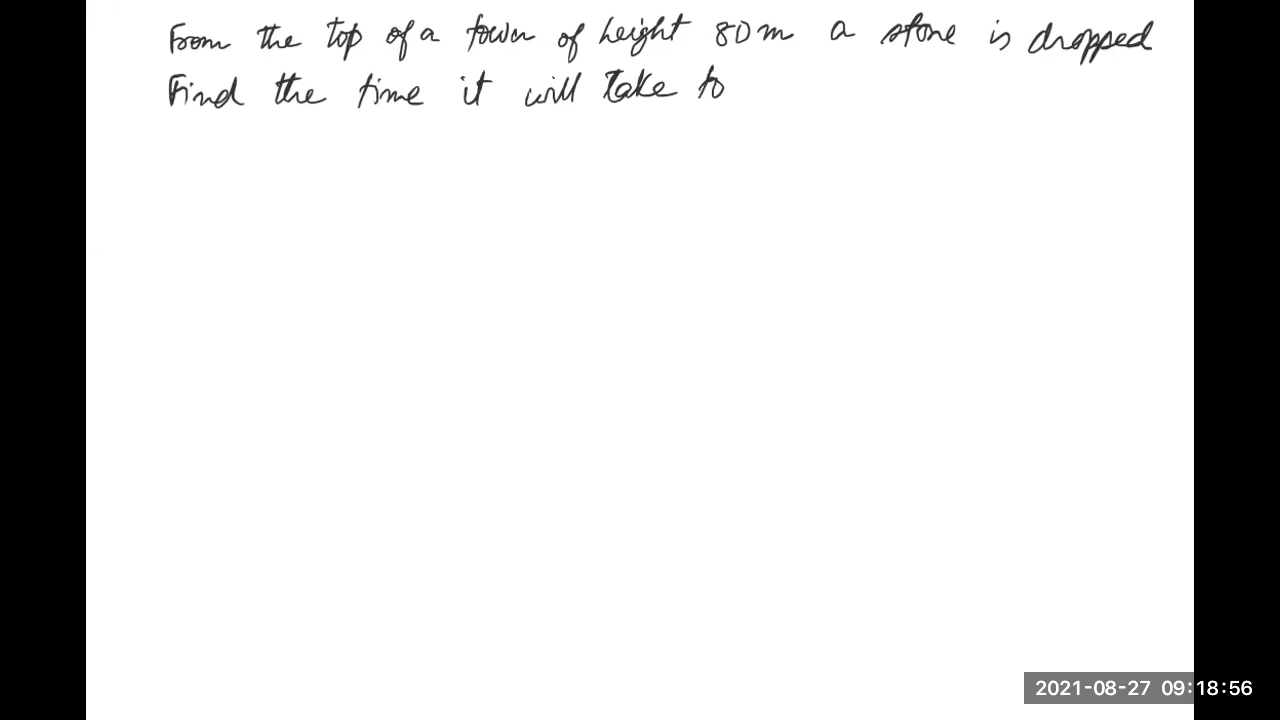 From the top of a tower of height 80m a stone is dropped
Find the time it will take to
2021-08-27 09:18:56